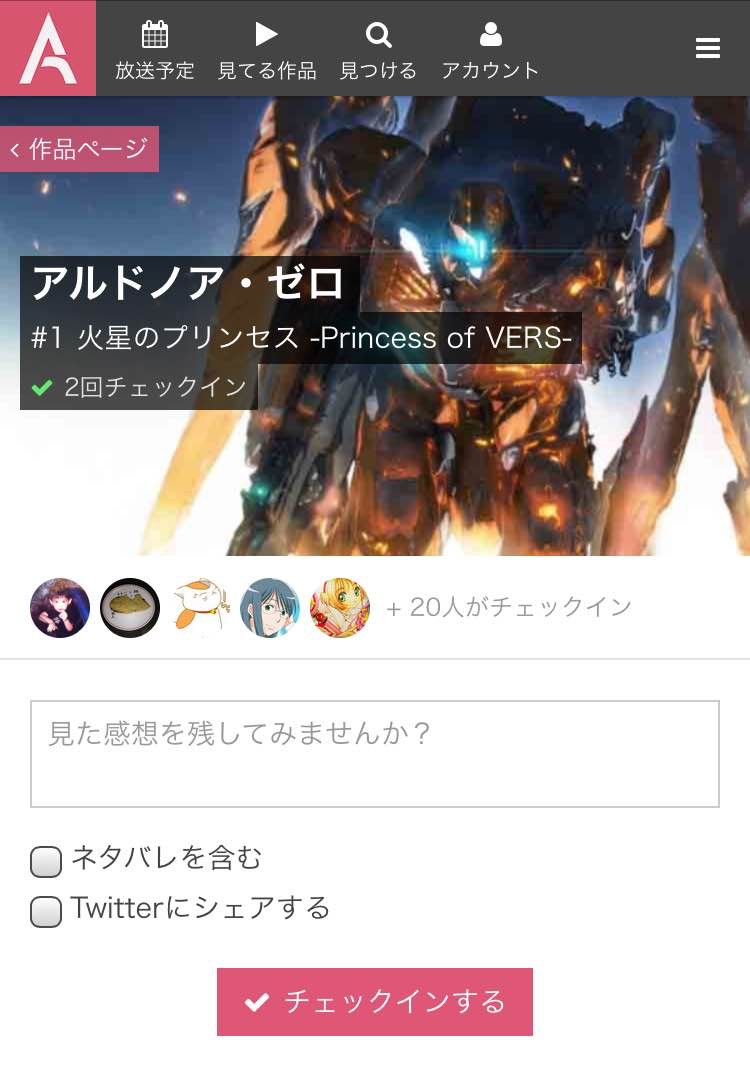 放送予定 見てる作品 見つける アカウント
作品ページ
アルドノア・ゼロ
#1 火星のプリンセス -Princess of VERS-
2回チェックイン
+ 20人がチェックイン
見た感想を残してみませんか？
ネタバレを含む
Twitterにシェアする
チェックインする